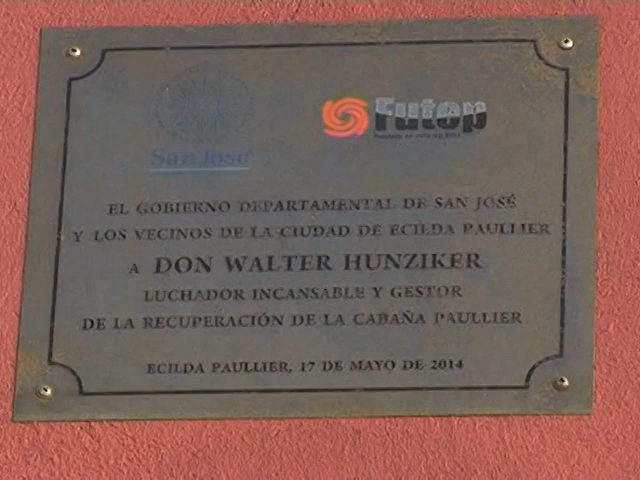 San José
Futep
EL GOBIERNO DEPARTAMENTAL DE SAN JOSÉ
Y LOS VECINOS DE LA CIUDAD DE ECILDA PAULLIER
A DON WALTER HUNZIKER
LUCHADOR INCANSABLE Y GESTOR
DE LA RECUPERACIÓN DE LA CABAÑA PAULLIER
ECILDA PAULLIER, 17 DE MAYO DE 2014